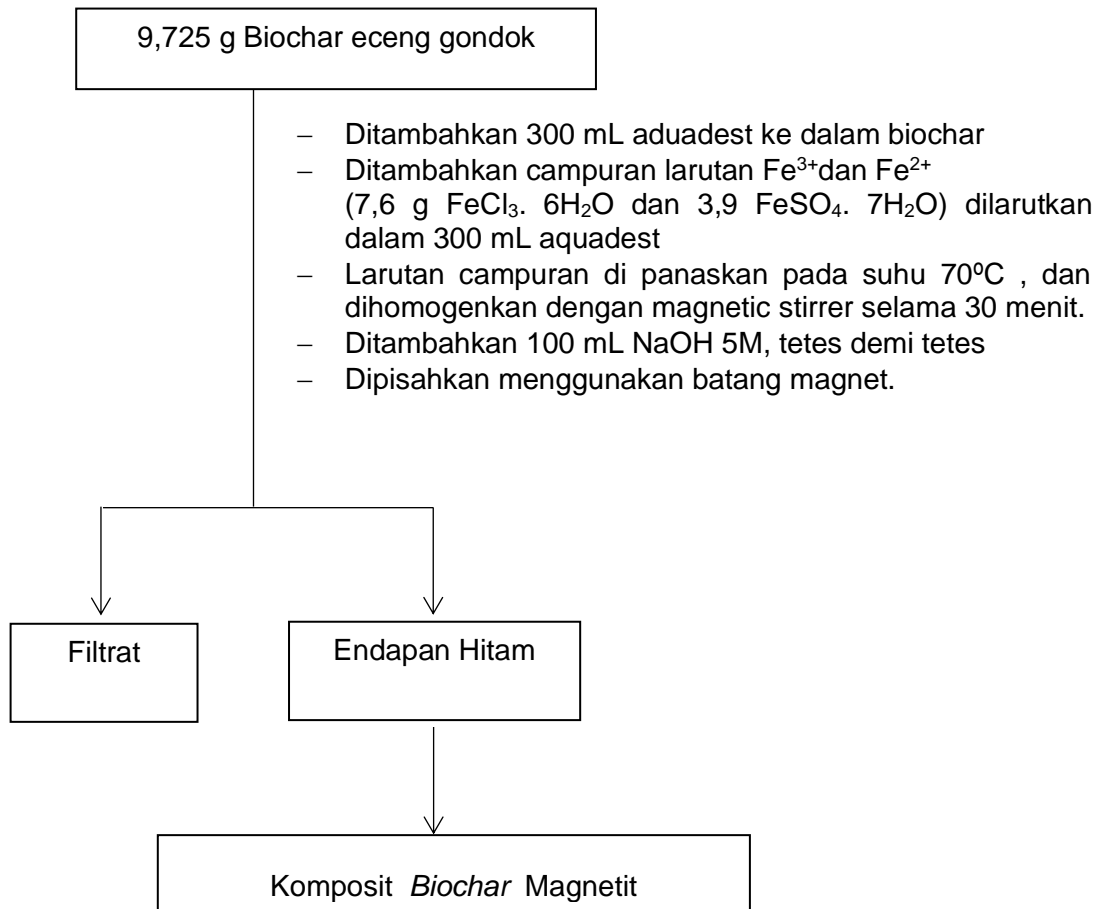 9,725 g Biochar eceng gondok
– Ditambahkan 300 mL aduadest ke dalam biochar
– Ditambahkan campuran larutan Fe³⁺dan Fe²⁺
(7,6 g FeCl₃. 6H₂O dan 3,9 FeSO₄. 7H₂O) dilarutkan
dalam 300 mL aquadest
– Larutan campuran di panaskan pada suhu 70⁰C , dan
dihomogenkan dengan magnetic stirrer selama 30 menit.
– Ditambahkan 100 mL NaOH 5M, tetes demi tetes
– Dipisahkan menggunakan batang magnet.
Filtrat
Endapan Hitam
Komposit Biochar Magnetit